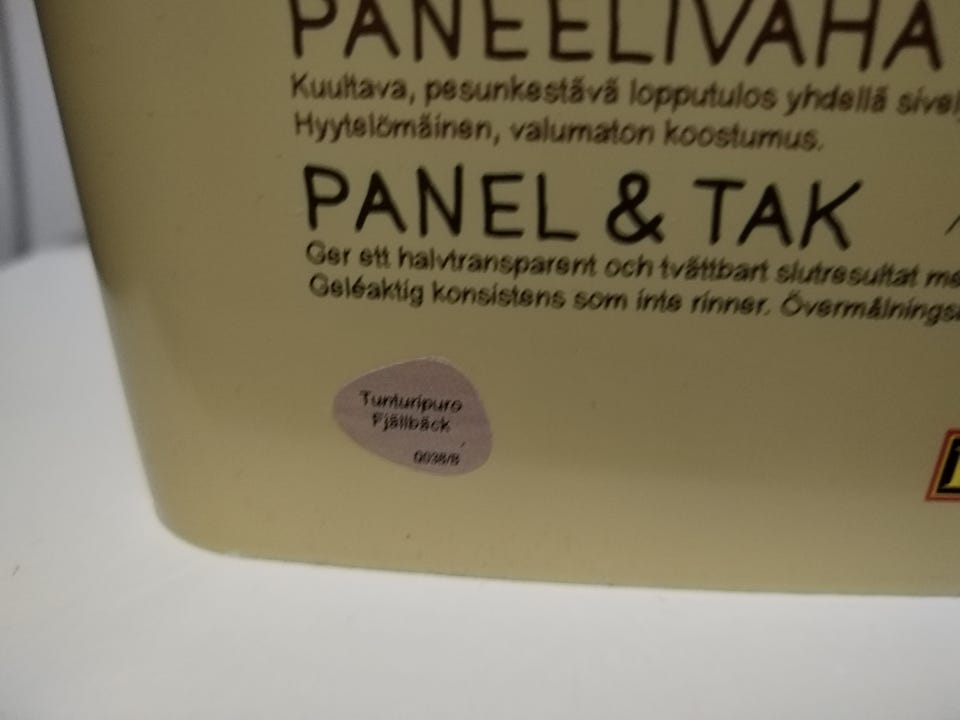 PANEELIVAHA
Kuultava, pesunkestävä lopputulos yhdellä
Hyytelömäinen, valumaton koostumus.
PANEL & TAK
Ger ett halvtransparent och tvättbart slutresultat
Geléaktig konsistens som inte rinner.
Tunturipuro
Fjällbäck